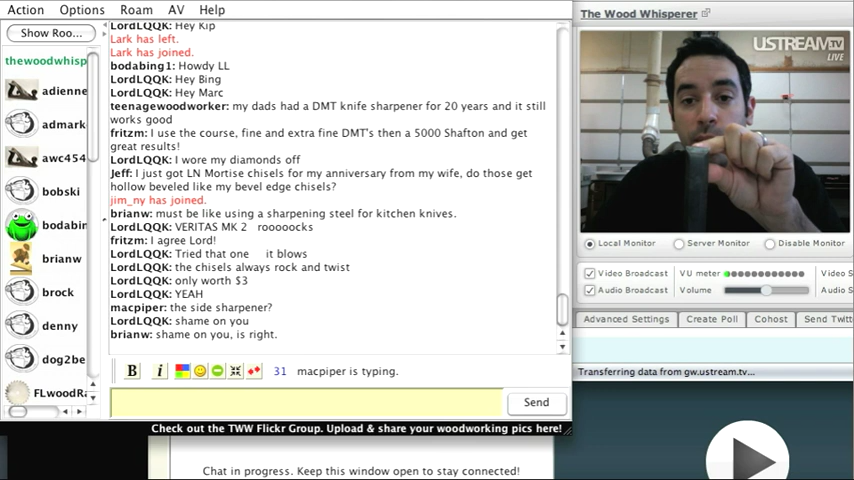 Action Options Roam AV Help
The Wood Whisperer
Show Roo...
thewoodwhisp
adienne
admark
awc454
bobski
bodabin
brianw
brock
denny
dog2be
FLwoodRa
LordLQQK: Hey Kip
Lark has left.
Lark has joined.
bodabing1: Howdy LL
LordLQQK: Hey Bing
LordLQQK: Hey Marc
teenagewoodworker: my dads had a DMT knife sharpener for 20 years and it still
works good
fritzm: I use the course, fine and extra fine DMT's then a 5000 Shafton and get
great results!
LordLQQK: I wore my diamonds off
Jeff: I just got LN Mortise chisels for my anniversary from my wife, do those get
hollow beveled like my bevel edge chisels?
jim_ny has joined.
brianw: must be like using a sharpening steel for kitchen knives.
LordLQQK: VERITAS MK 2 rooooocks
fritzm: I agree Lord!
LordLQQK: Tried that one it blows
LordLQQK: the chisels always rock and twist
LordLQQK: only worth $3
LordLQQK: YEAH
macpiper: the side sharpener?
LordLQQK: shame on you
brianw: shame on you, is right.
B i 31 macpiper is typing.
Send
Check out the TWW Flickr Group. Upload & share your woodworking pics here!
Chat in progress. Keep this window open to stay connected!
USTREAM TV
LIVE
Local Monitor Server Monitor Disable Monitor
Video Broadcast VU meter Video S
Audio Broadcast Volume Audio S
Advanced Settings Create Poll Cohost Send Twitt
Transferring data from gw.ustream.tv...